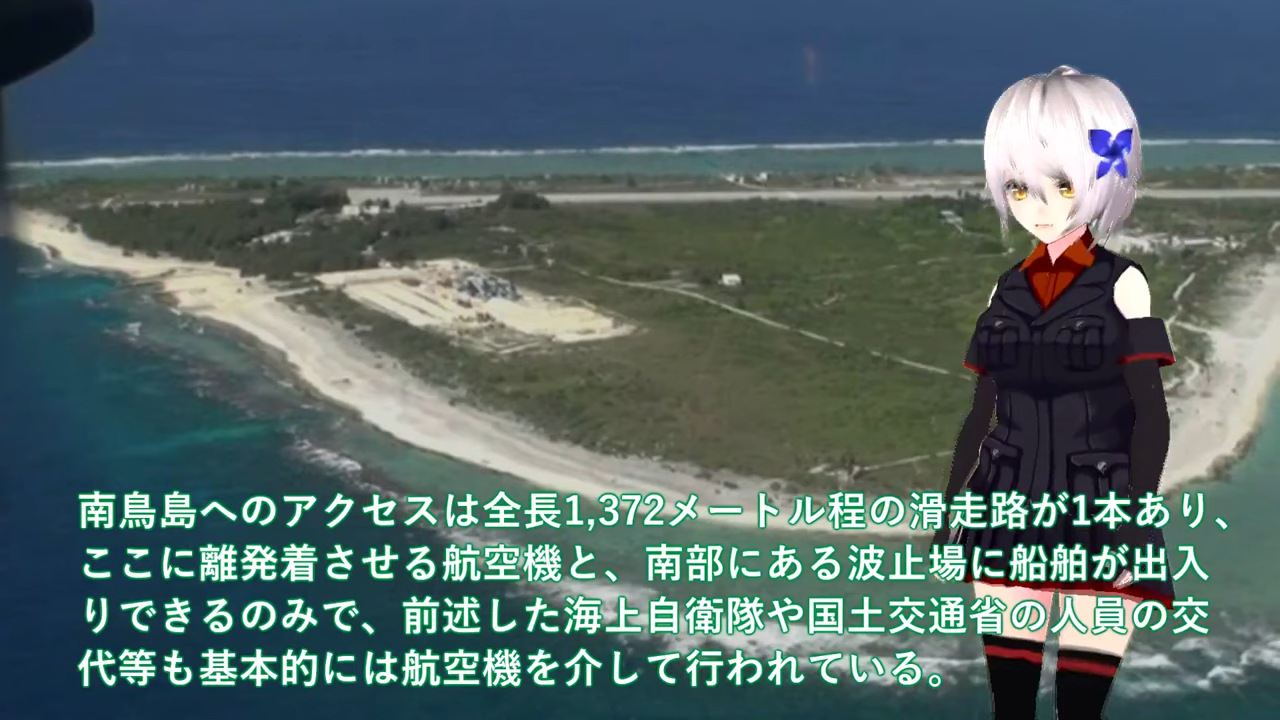 南鳥島へのアクセスは全長1,372メートル程の滑走路が1本あり、
ここに離発着させる航空機と、南部にある波止場に船舶が出入
りできるのみで、前述した海上自衛隊や国土交通省の人員の交
代等も基本的には航空機を介して行われている。